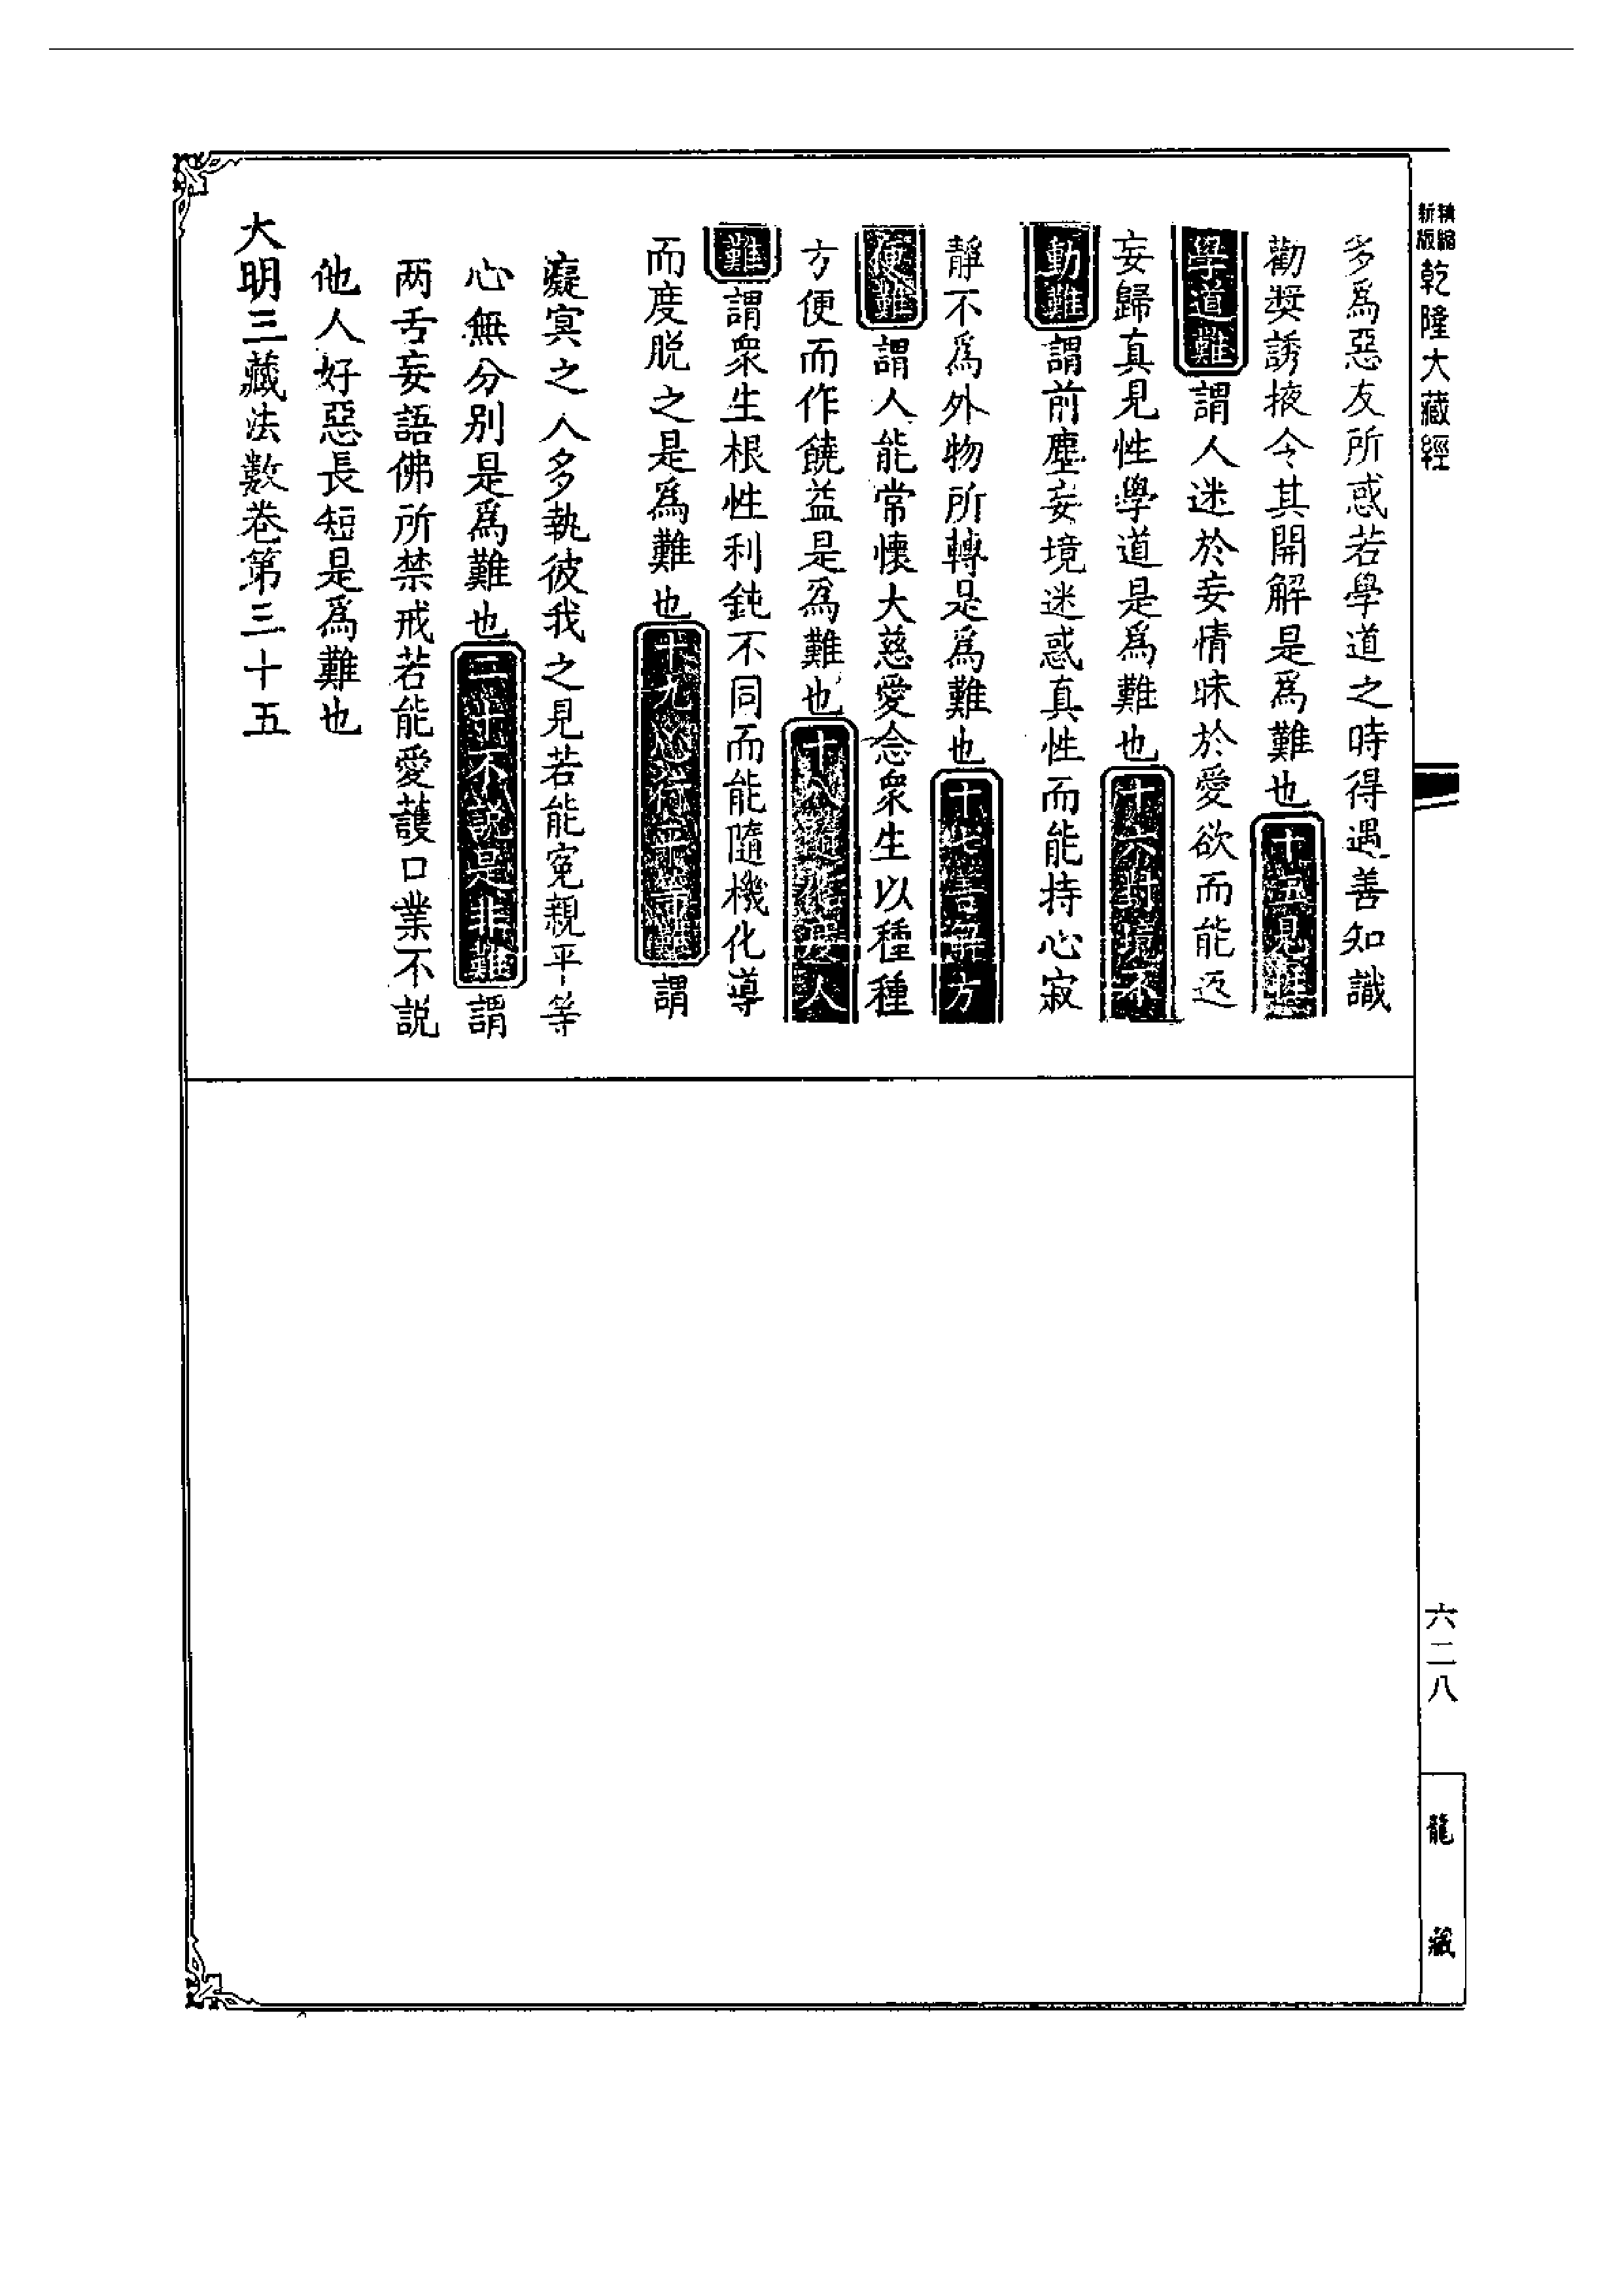 精縮
新版
乾隆大藏經
多爲惡友所惑若學道之時得遇善知識
勸奬誘掖令其開解是爲難也十五見性
學道難謂人迷於妄情昧於愛欲而能返
妄歸真見性學道是爲難也十六對境不
動難謂前塵妄境迷惑真性而能持心寂
靜不爲外物所轉是爲難也十七善解方
便難謂人能常懷大慈愛念衆生以種種
方便而作饒益是爲難也十八隨化度人
難謂衆生根性利鈍不同而能隨機化導
而度脱之是爲難也十九心行平等難謂
癡寞之人多執彼我之見若能寃親平等
心無分别是爲難也二十不說是非難謂
两舌妄語佛所禁戒若能愛護口業不説
他人好惡長短是爲難也
大明三藏法數卷第三十五
六二八
龍藏